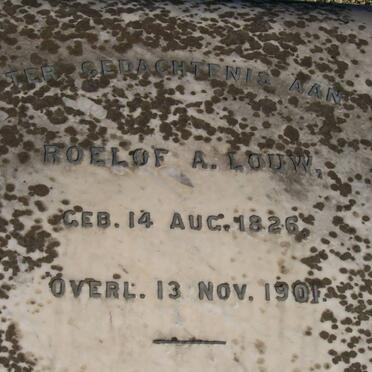 TER GEDACHTENIS AAN
ROELOF A. LOUW,
GEB. 14 AUG. 1826.
OVERL. 13 NOV. 1901.